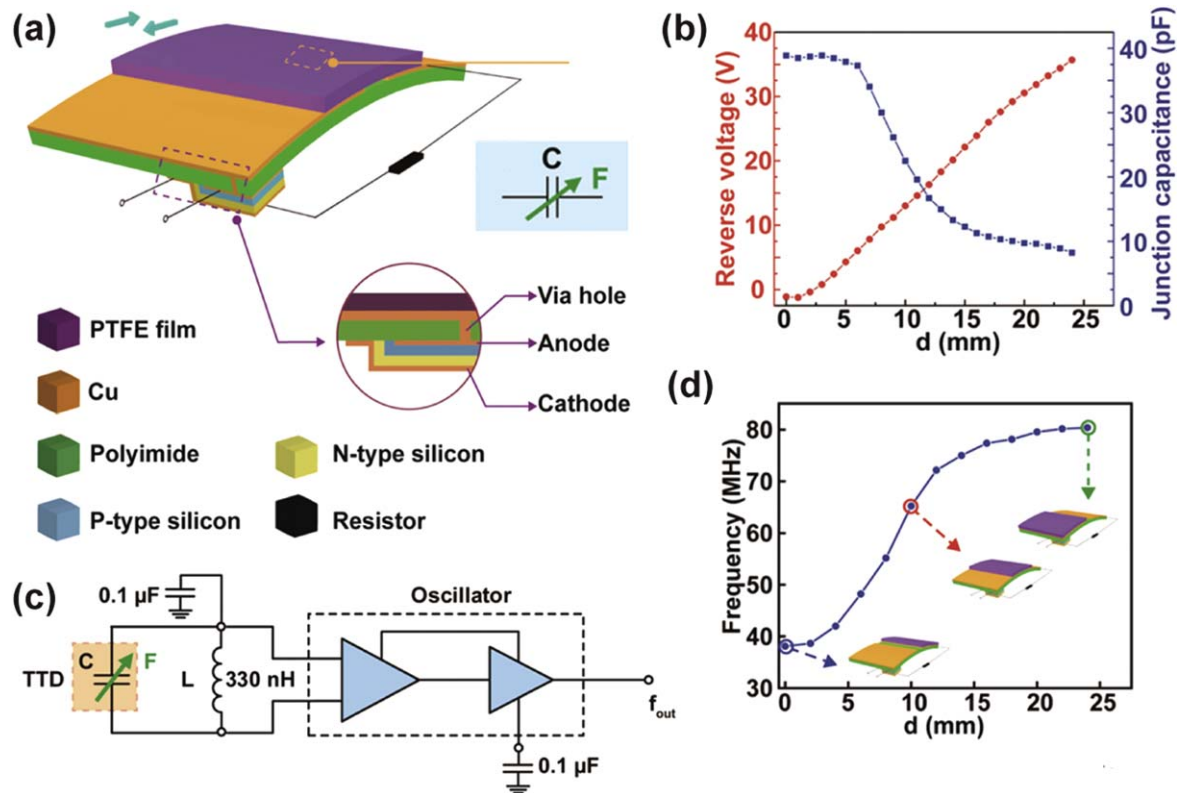 (a)
C
F
Via hole
Anode
Cathode
PTFE film
Cu
Polyimide
N-type silicon
P-type silicon
Resistor
(b)
Reverse voltage (V)
40
30
20
10
0
Junction capacitance (pF)
40
30
20
10
0
0 5 10 15 20 25
d (mm)
(c)
0.1 μF
Oscillator
TTD
C
F
L
330 nH
f_out
0.1 μF
(d)
Frequency (MHz)
80
70
60
50
40
30
0 5 10 15 20 25
d (mm)